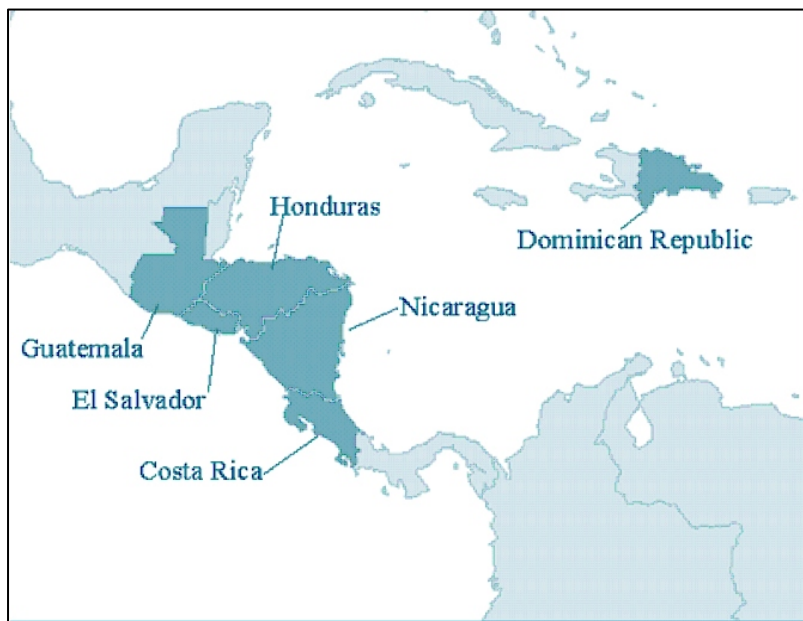 Honduras
Dominican Republic
Nicaragua
Guatemala
El Salvador
Costa Rica